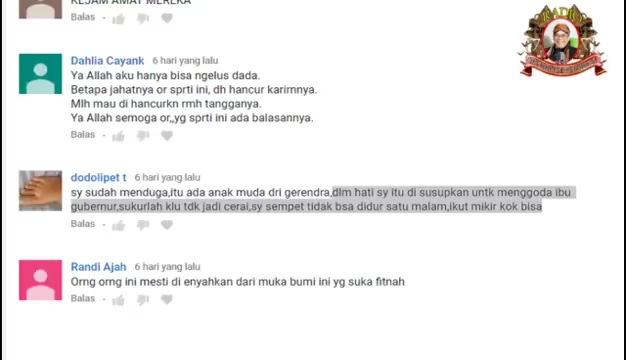 KEJAM AMAT MEREKA
Balas
Dahlia Cayank 6 hari yang lalu
Ya Allah aku hanya bisa ngelus dada.
Betapa jahatnya or sprti ini, dh hancur karirnya.
Mlh mau di hancurkn rmh tangganya.
Ya Allah semoga or,,yg sprti ini ada balasannya.
Balas
dodolipet t 6 hari yang lalu
sy sudah menduga,itu ada anak muda dri gerendra,dlm hati sy itu di susupkan untk menggoda ibu
gubernur,sukurlah klu tdk jadi cerai,sy sempet tidak bsa didur satu malam,ikut mikir kok bisa
Balas
Randi Ajah 6 hari yang lalu
Orng orng ini mesti di enyahkan dari muka bumi ini yg suka fitnah
Balas